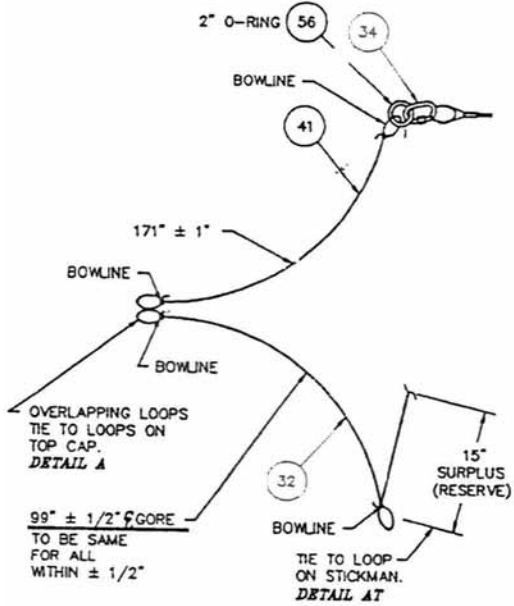 2" O-RING 56 34
BOWLINE
41
171" ± 1"
BOWLINE
BOWLINE
OVERLAPPING LOOPS
TIE TO LOOPS ON
TOP CAP.
DETAIL A
32
15"
SURPLUS
(RESERVE)
99" ± 1/2" ȻGORE
TO BE SAME
FOR ALL
WITHIN ± 1/2"
BOWLINE
TIE TO LOOP
ON STICKMAN.
DETAIL AT